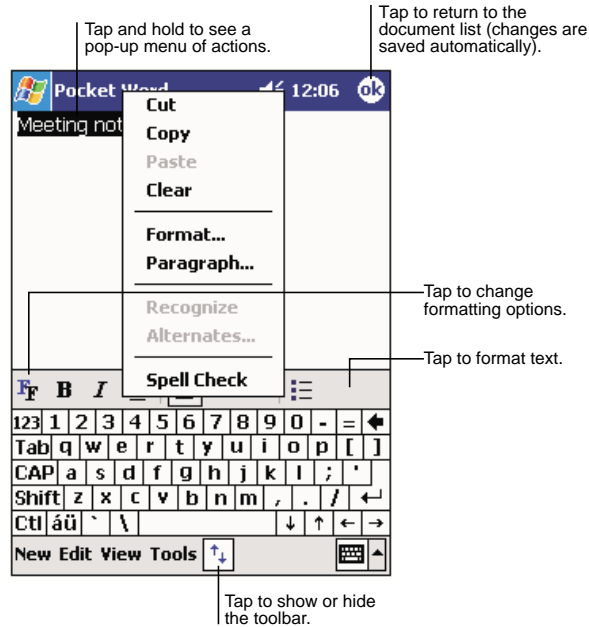 Tap and hold to see a
pop-up menu of actions.
Tap to return to the
document list (changes are
saved automatically).
Pocket Word 12:06 ok
Meeting not
Cut
Copy
Paste
Clear
Format...
Paragraph...
Recognize
Alternates...
Spell Check
Tap to change
formatting options.
Tap to format text.
FF B I
123 1 2 3 4 5 6 7 8 9 0 - =
Tab q w e r t y u i o p [ ]
CAP a s d f g h j k l ; '
Shift z x c v b n m , . /
Ctl áü ` \
New Edit View Tools
Tap to show or hide
the toolbar.